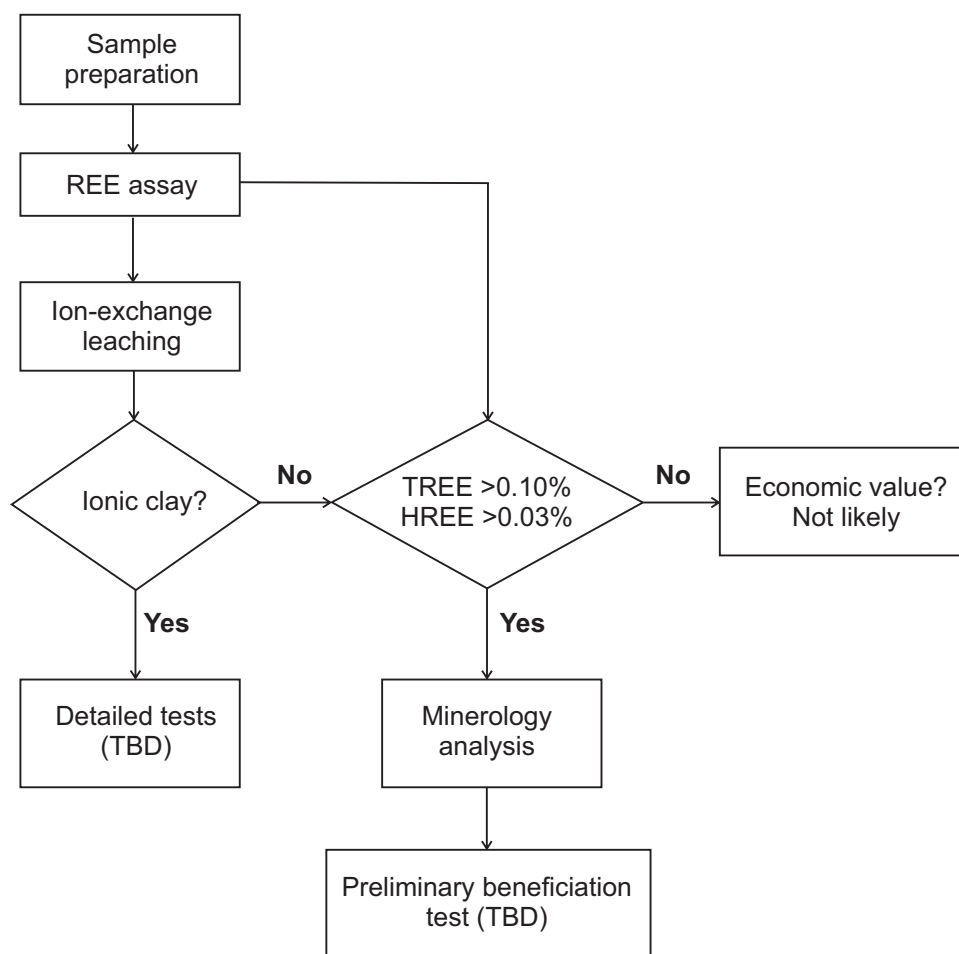 Sample
preparation
REE assay
Ion-exchange
leaching
Ionic clay?
No
TREE >0.10%
HREE >0.03%
No
Economic value?
Not likely
Yes
Yes
Detailed tests
(TBD)
Minerology
analysis
Preliminary beneficiation
test (TBD)